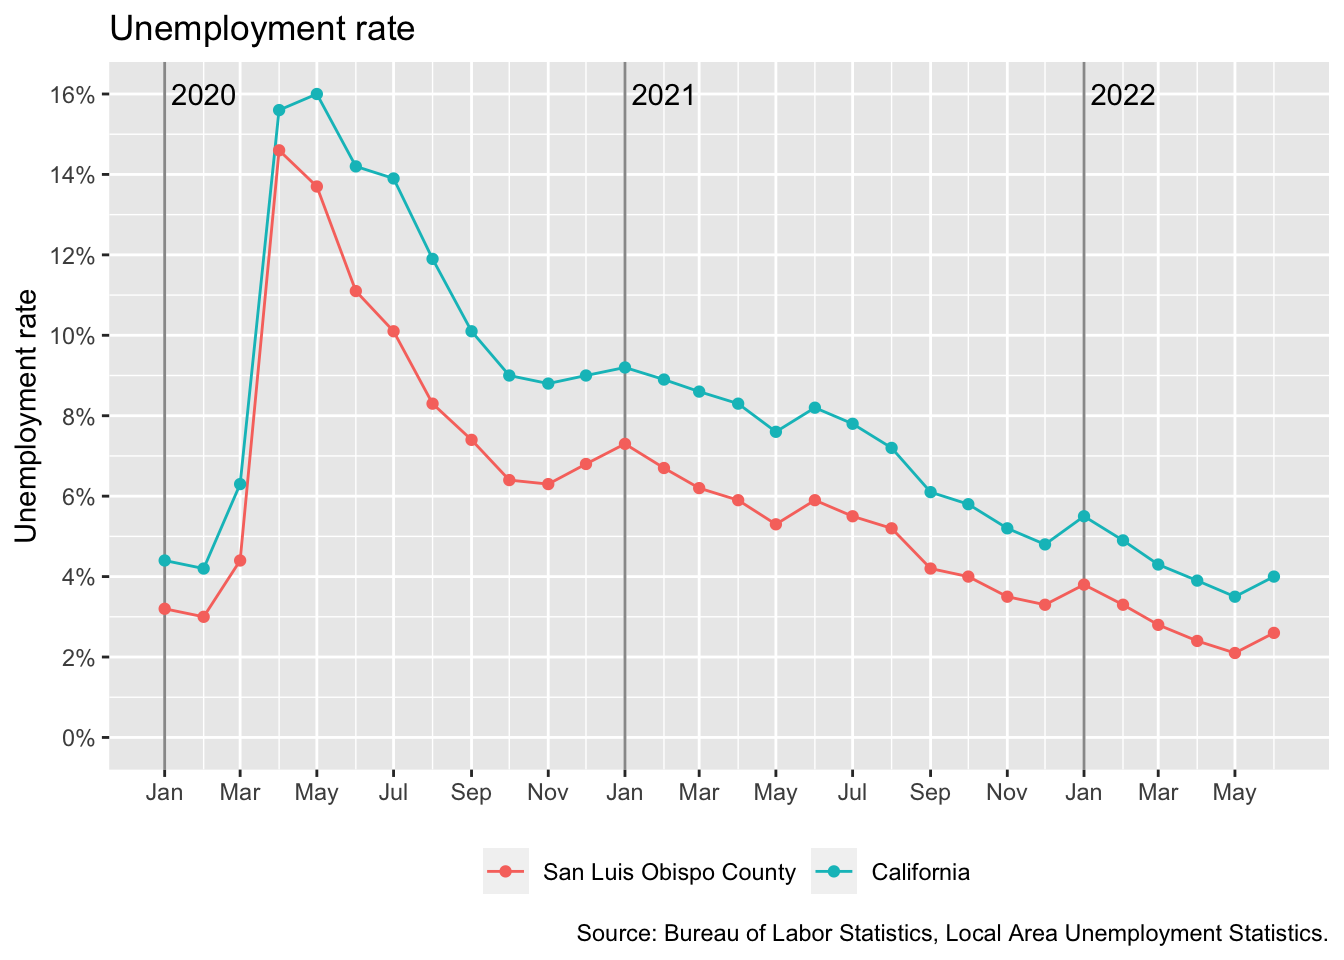 Unemployment rate
2020 2021 2022
16%
14%
12%
10%
8%
6%
4%
2%
0%
Unemployment rate
Jan Mar May Jul Sep Nov Jan Mar May Jul Sep Nov Jan Mar May
San Luis Obispo County California
Source: Bureau of Labor Statistics, Local Area Unemployment Statistics.